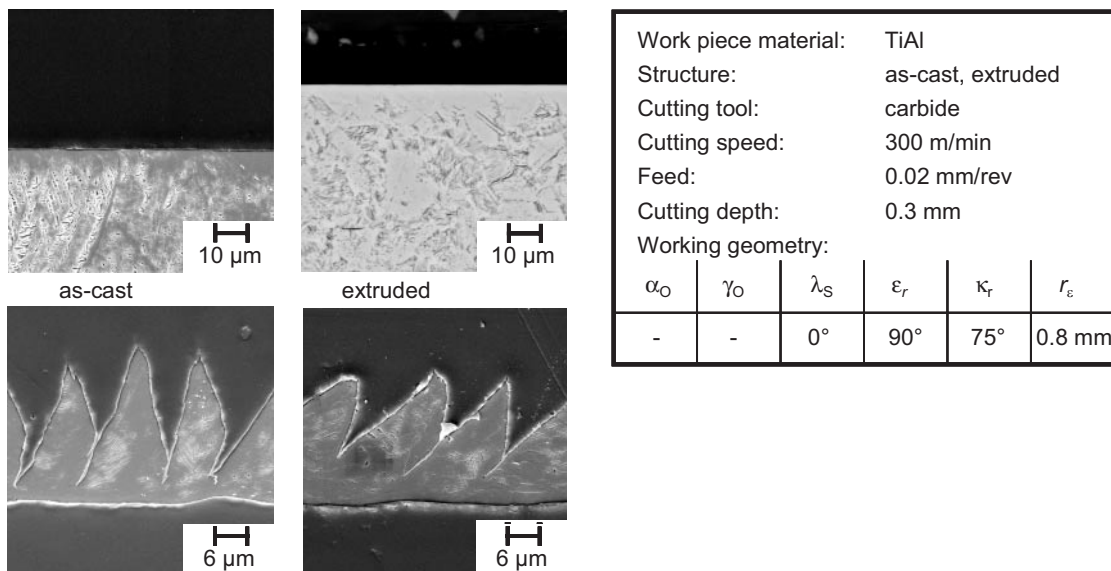 10 µm
10 µm
as-cast
extruded
6 µm
6 µm
Work piece material: TiAl
Structure: as-cast, extruded
Cutting tool: carbide
Cutting speed: 300 m/min
Feed: 0.02 mm/rev
Cutting depth: 0.3 mm
Working geometry:
αO γO λS εr κr rε
- - 0° 90° 75° 0.8 mm